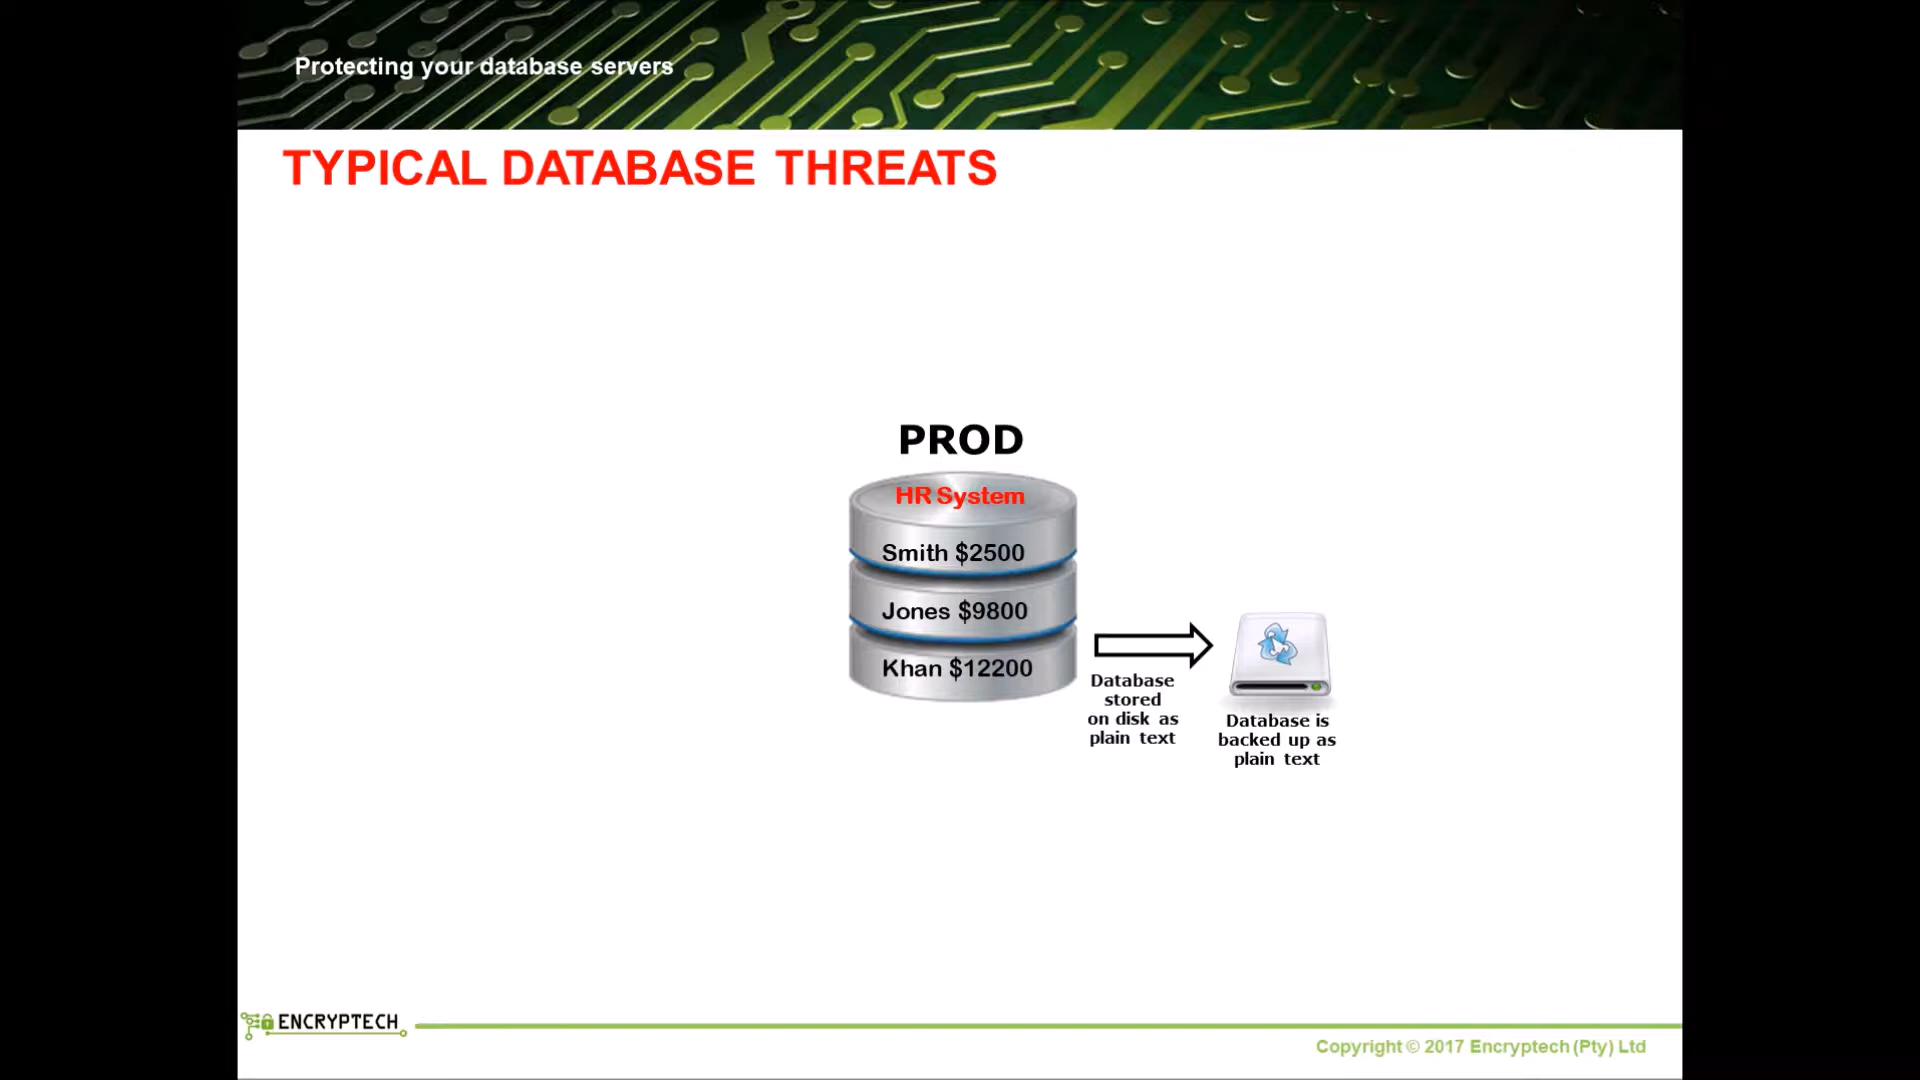 Protecting your database servers
TYPICAL DATABASE THREATS
PROD
HR System
Smith $2500
Jones $9800
Khan $12200
Database
stored
on disk as
plain text
Database is
backed up as
plain text
ENCRYPTECH
Copyright © 2017 Encryptech (Pty) Ltd